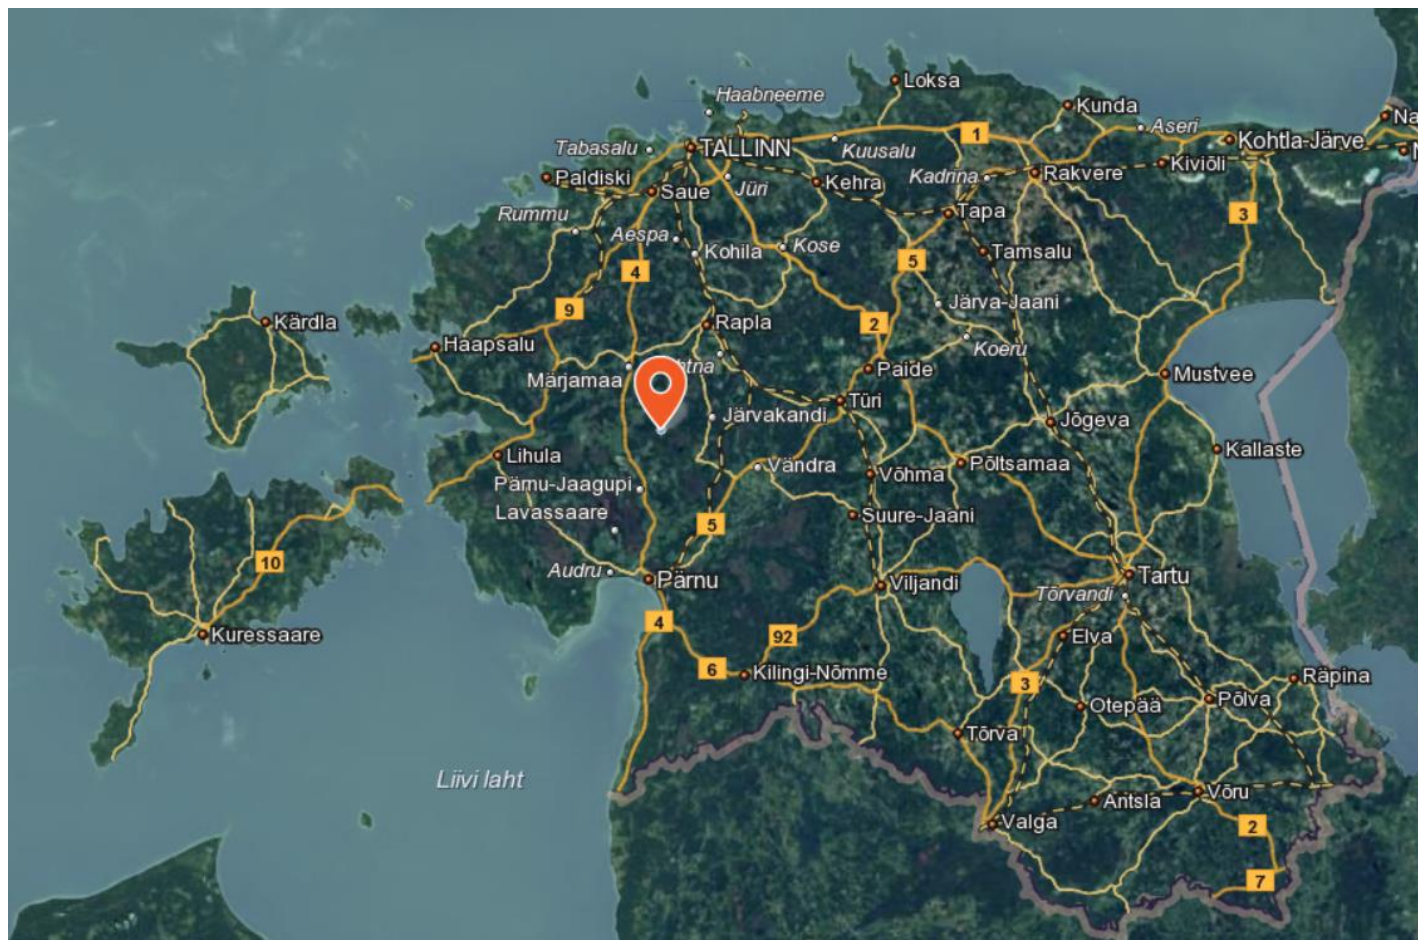 Loksa
Haabneeme
Kunda
Na
1
Aseri
Tabasalu
TALLINN
Kuusalu
Kohtla-Järve
Kiviõli
Paldiski
Saue
Jüri
Kehra
Kadrina
Rakvere
Rummu
Tapa
3
Aespa
Kohila
Kose
Tamsalu
4
5
9
Järva-Jaani
Kärdla
Rapla
2
Haapsalu
Koeru
htna
Paide
Märjamaa
Mustvee
Türi
Järvakandi
Jõgeva
Lihula
Vändra
Põltsamaa
Kallaste
Võhma
Pärnu-Jaagupi
Lavassaare
5
Suure-Jaani
10
Audru
Pärnu
Viljandi
Tartu
Tõrvandi
4
92
Kuressaare
Elva
6
Kilingi-Nõmme
3
Räpina
Otepää
Põlva
Tõrva
Liivi laht
Antsla
Võru
Valga
2
7